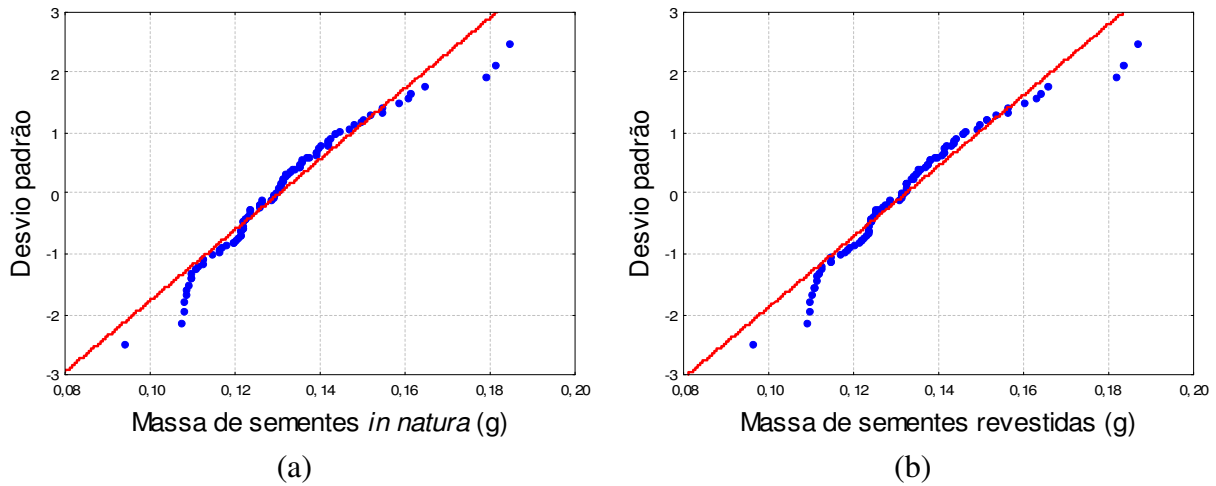 3
2
1
0
-1
-2
-3
Desvio padrão
0,08 0,10 0,12 0,14 0,16 0,18 0,20
Massa de sementes in natura (g)
(a)
3
2
1
0
-1
-2
-3
Desvio padrão
0,08 0,10 0,12 0,14 0,16 0,18 0,20
Massa de sementes revestidas (g)
(b)